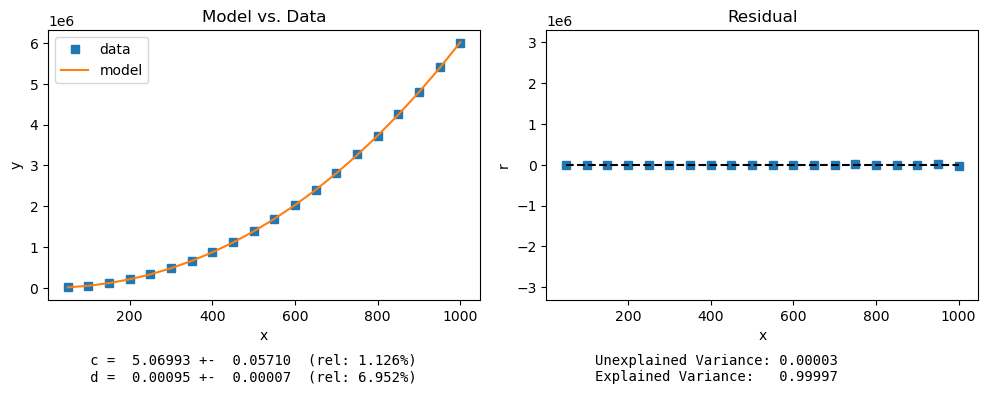 Model vs. Data
1e6
data
model
6
5
4
3
2
1
0
y
200
400
600
800
1000
x
c =  5.06993 +-  0.05710  (rel: 1.126%)
d =  0.00095 +-  0.00007  (rel: 6.952%)
Residual
1e6
3
2
1
0
−1
−2
−3
r
200
400
600
800
1000
x
Unexplained Variance: 0.00003
Explained Variance:   0.99997